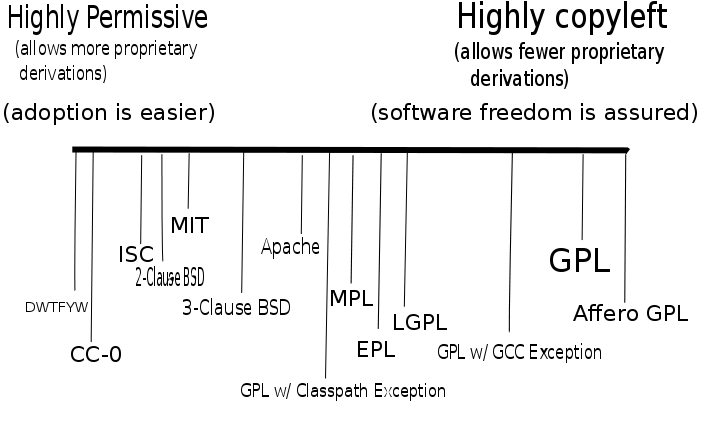 Highly Permissive
(allows more proprietary
derivations)
(adoption is easier)
Highly copyleft
(allows fewer proprietary
derivations)
(software freedom is assured)
MIT
ISC
2-Clause BSD
Apache
GPL
DWTFYW
3-Clause BSD
MPL
LGPL
Affero GPL
CC-0
EPL
GPL w/ GCC Exception
GPL w/ Classpath Exception